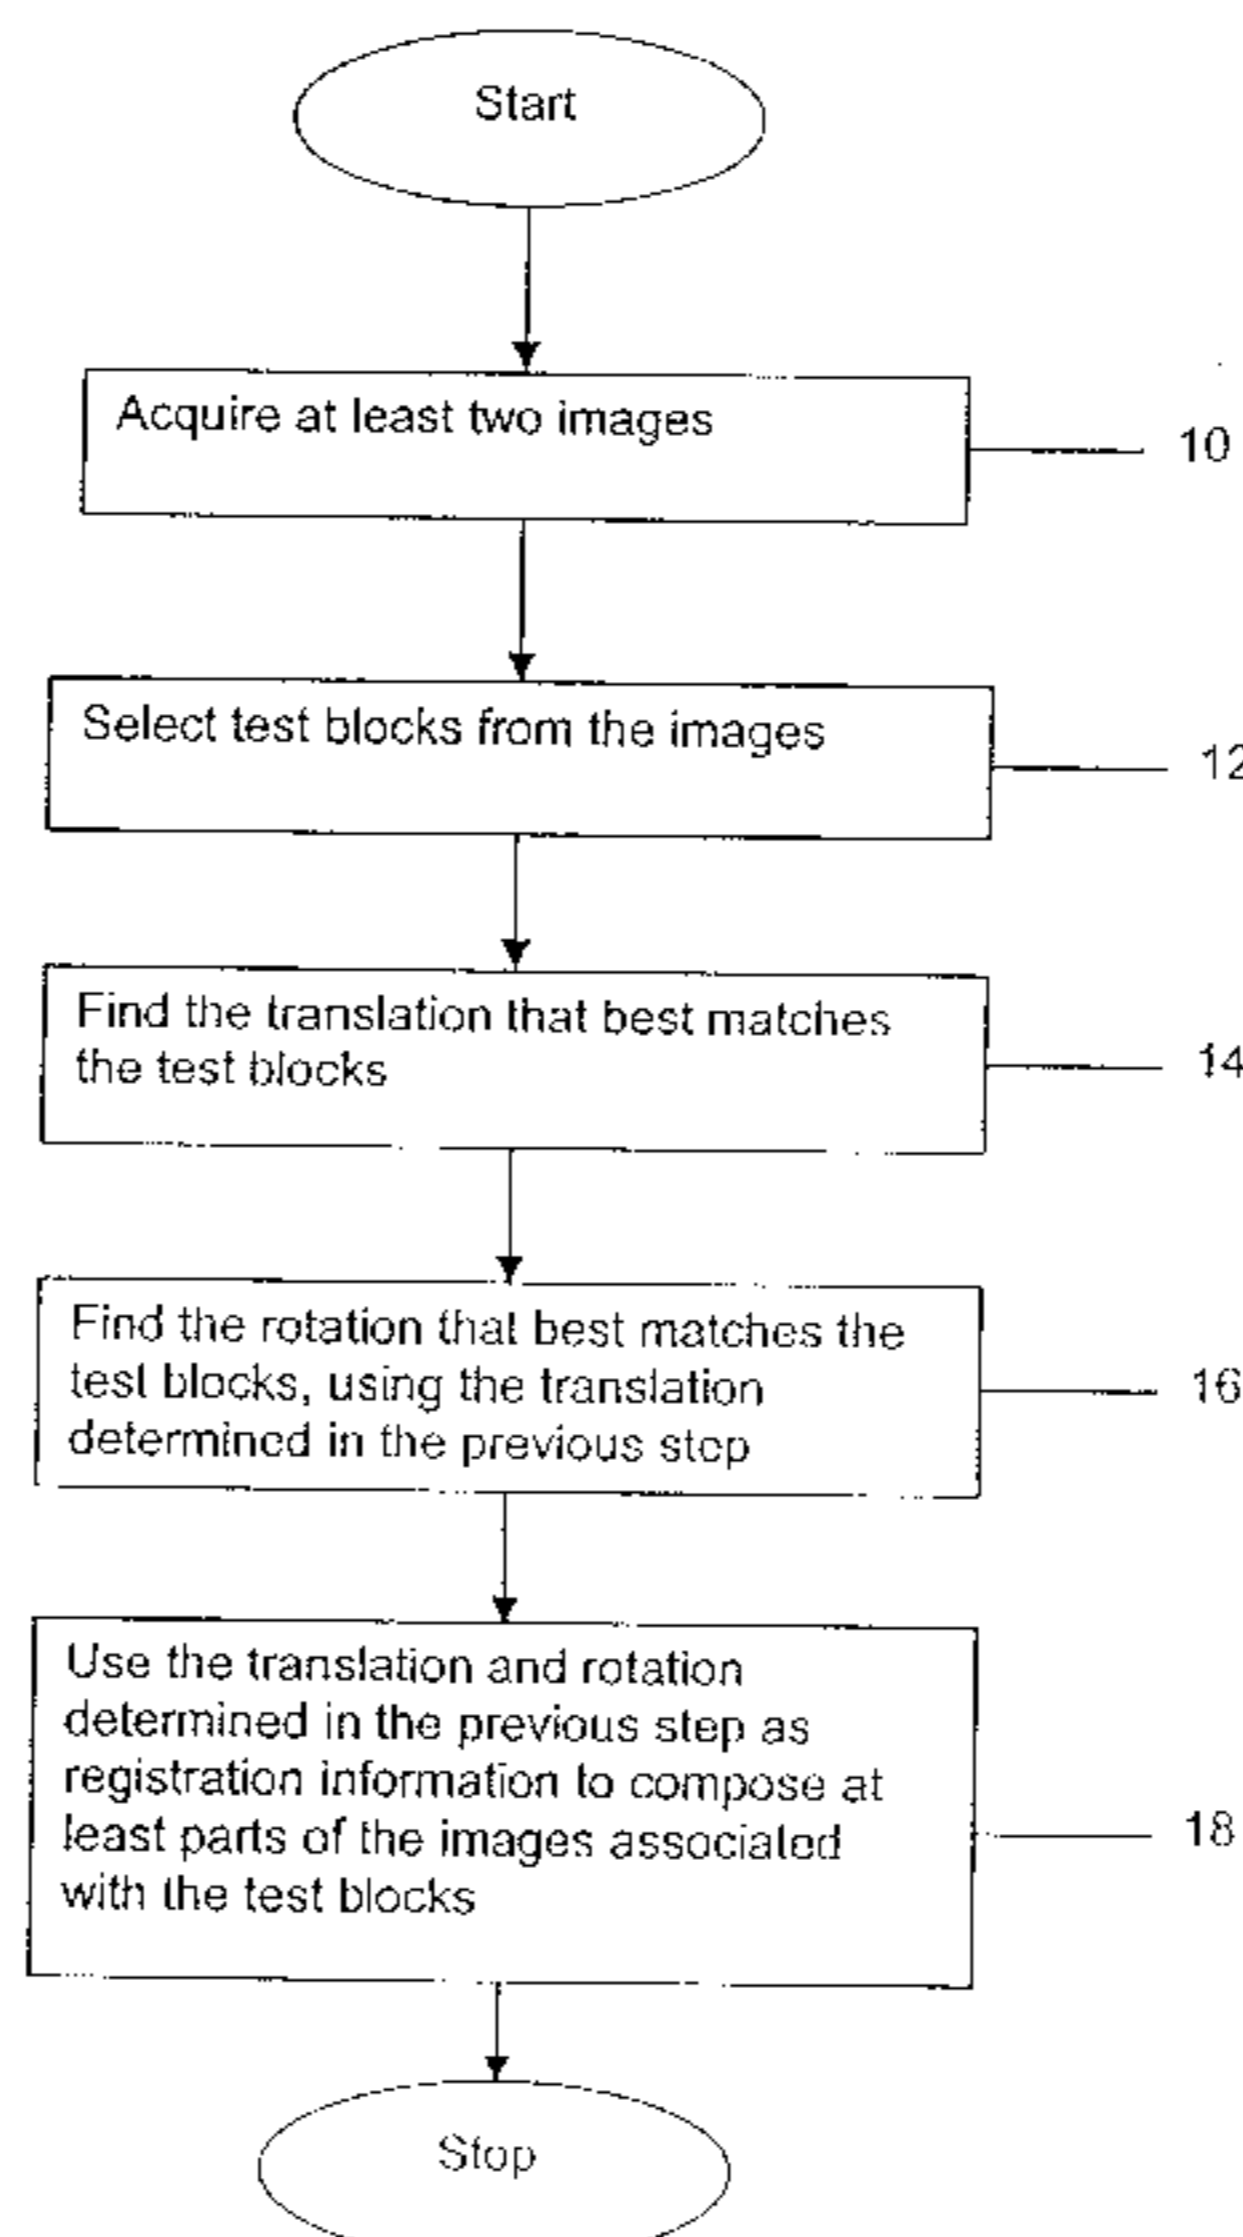 Start
Acquire at least two images
10
Select test blocks from the images
12
Find the translation that best matches
the test blocks
14
Find the rotation that best matches the
test blocks, using the translation
determined in the previous step
16
Use the translation and rotation
determined in the previous step as
registration information to compose at
least parts of the images associated
with the test blocks
18
Stop